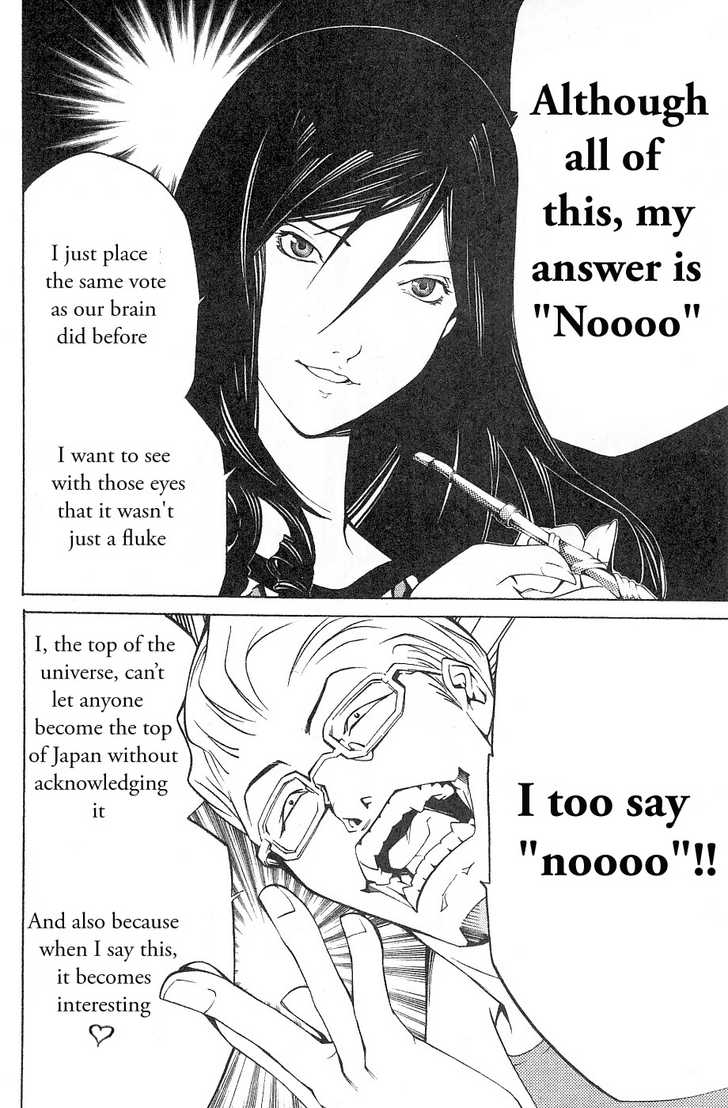 Although
all of
this, my
answer is
"Noooo"
I just place
the same vote
as our brain
did before
I want to see
with those eyes
that it wasn't
just a fluke
I too say
"noooo"!!
I, the top of the
universe, can't
let anyone
become the top
of Japan without
acknowledging
it
And also because
when I say this,
it becomes
interesting
♡